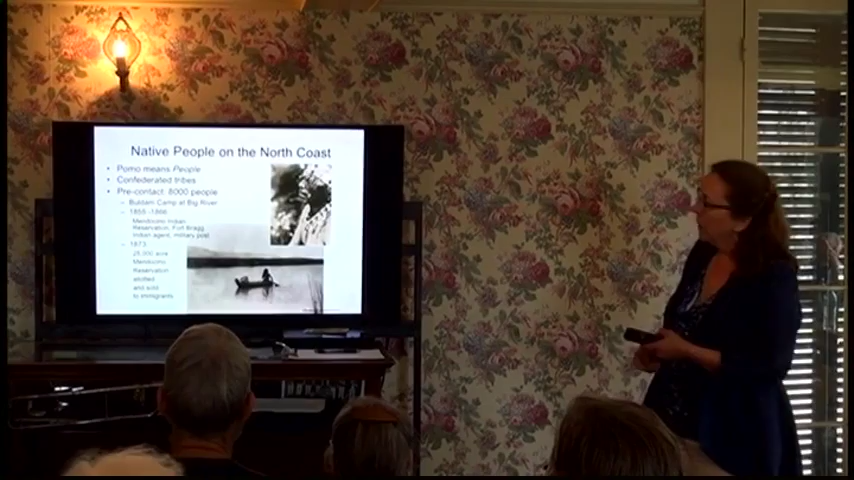 Native People on the North Coast
• Pomo means People
• Confederated tribes
• Pre-contact: 8000 people
– Buldam Camp at Big River
– 1856-1866
Mendocino Indian
Reservation, Fort Bragg
Indian agent, military post
– 1873
25,000 acre
Mendocino
Reservation
allotted
and sold
to immigrants